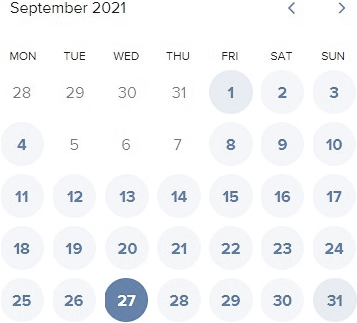 September 2021
MON TUE WED THU FRI SAT SUN
28 29 30 31 1 2 3
4 5 6 7 8 9 10
11 12 13 14 15 16 17
18 19 20 21 22 23 24
25 26 27 28 29 30 31